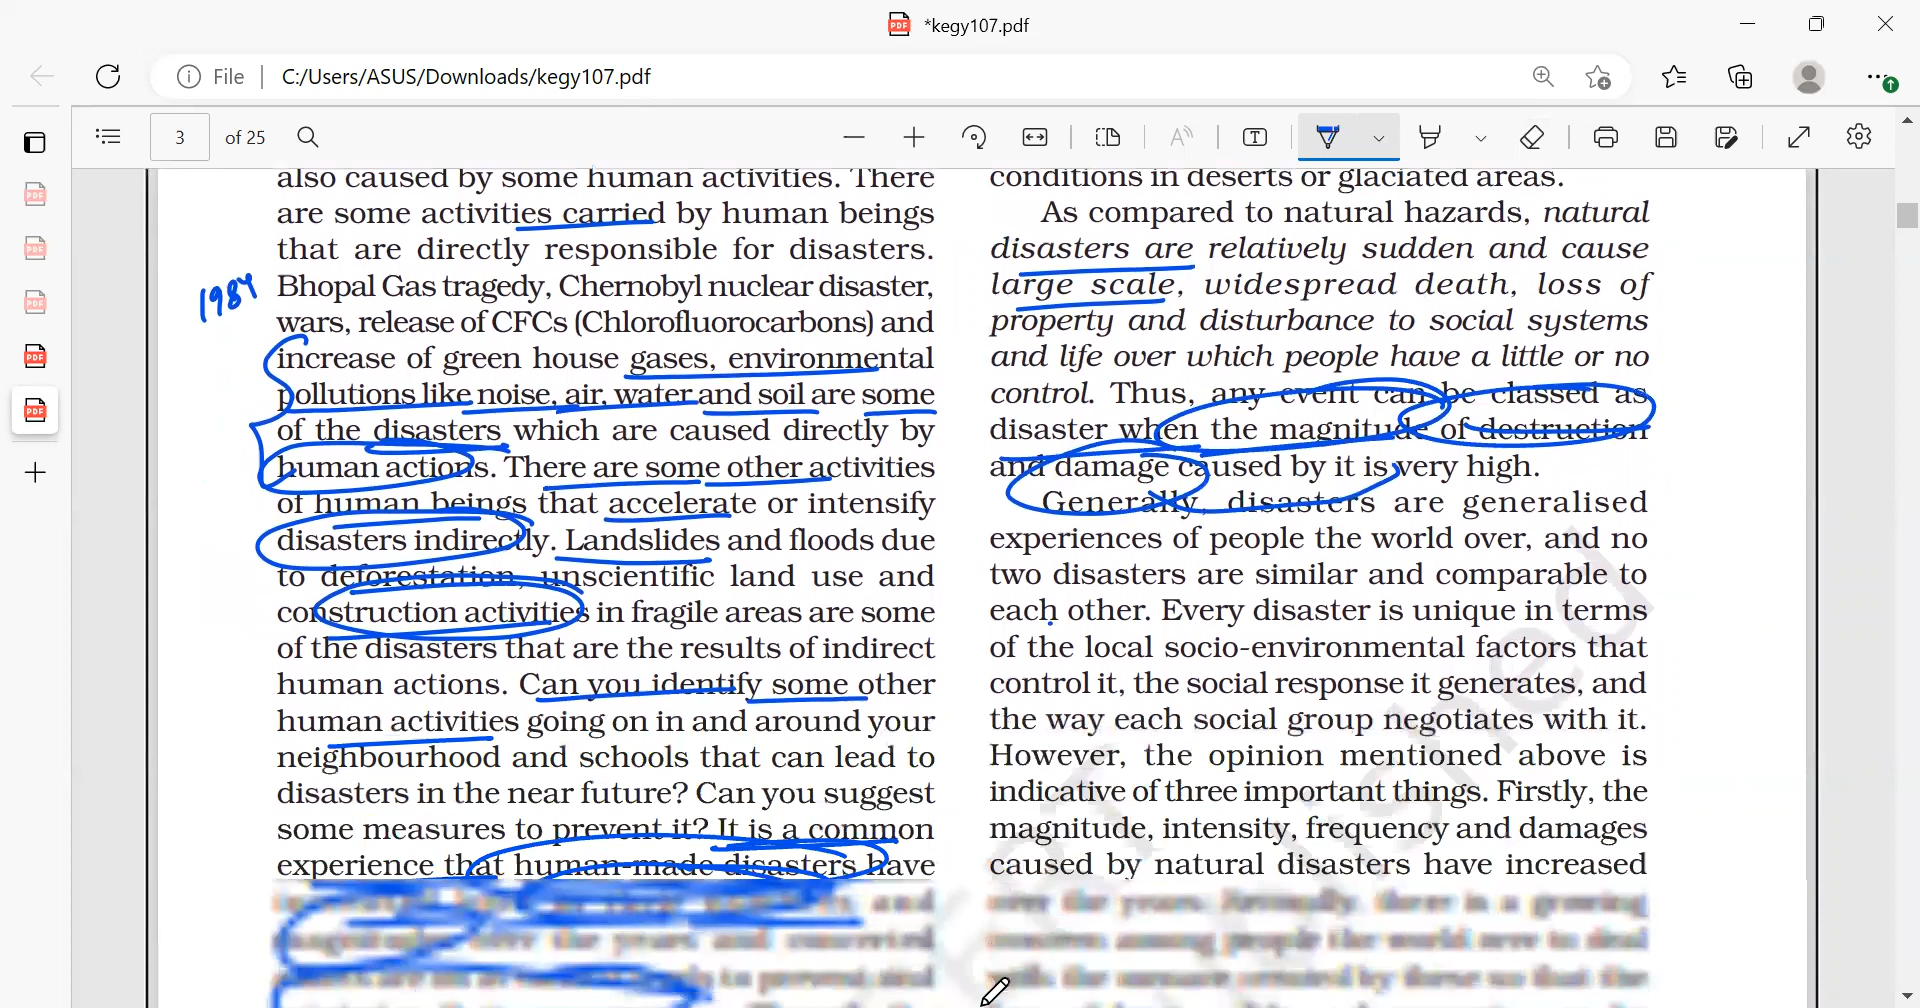 *kegy107.pdf
File
C:/Users/ASUS/Downloads/kegy107.pdf
3 of 25
also caused by some human activities. There
are some activities carried by human beings
that are directly responsible for disasters.
1984
Bhopal Gas tragedy, Chernobyl nuclear disaster,
wars, release of CFCs (Chlorofluorocarbons) and
increase of green house gases, environmental
pollutions like noise, air, water and soil are some
of the disasters which are caused directly by
human actions. There are some other activities
of human beings that accelerate or intensify
disasters indirectly. Landslides and floods due
to deforestation, unscientific land use and
construction activities in fragile areas are some
of the disasters that are the results of indirect
human actions. Can you identify some other
human activities going on in and around your
neighbourhood and schools that can lead to
disasters in the near future? Can you suggest
some measures to prevent it? It is a common
experience that human-made disasters have
conditions in deserts or glaciated areas.
As compared to natural hazards, natural
disasters are relatively sudden and cause
large scale, widespread death, loss of
property and disturbance to social systems
and life over which people have a little or no
control. Thus, any event can be classed as
disaster when the magnitude of destruction
and damage caused by it is very high.
Generally, disasters are generalised
experiences of people the world over, and no
two disasters are similar and comparable to
each other. Every disaster is unique in terms
of the local socio-environmental factors that
control it, the social response it generates, and
the way each social group negotiates with it.
However, the opinion mentioned above is
indicative of three important things. Firstly, the
magnitude, intensity, frequency and damages
caused by natural disasters have increased